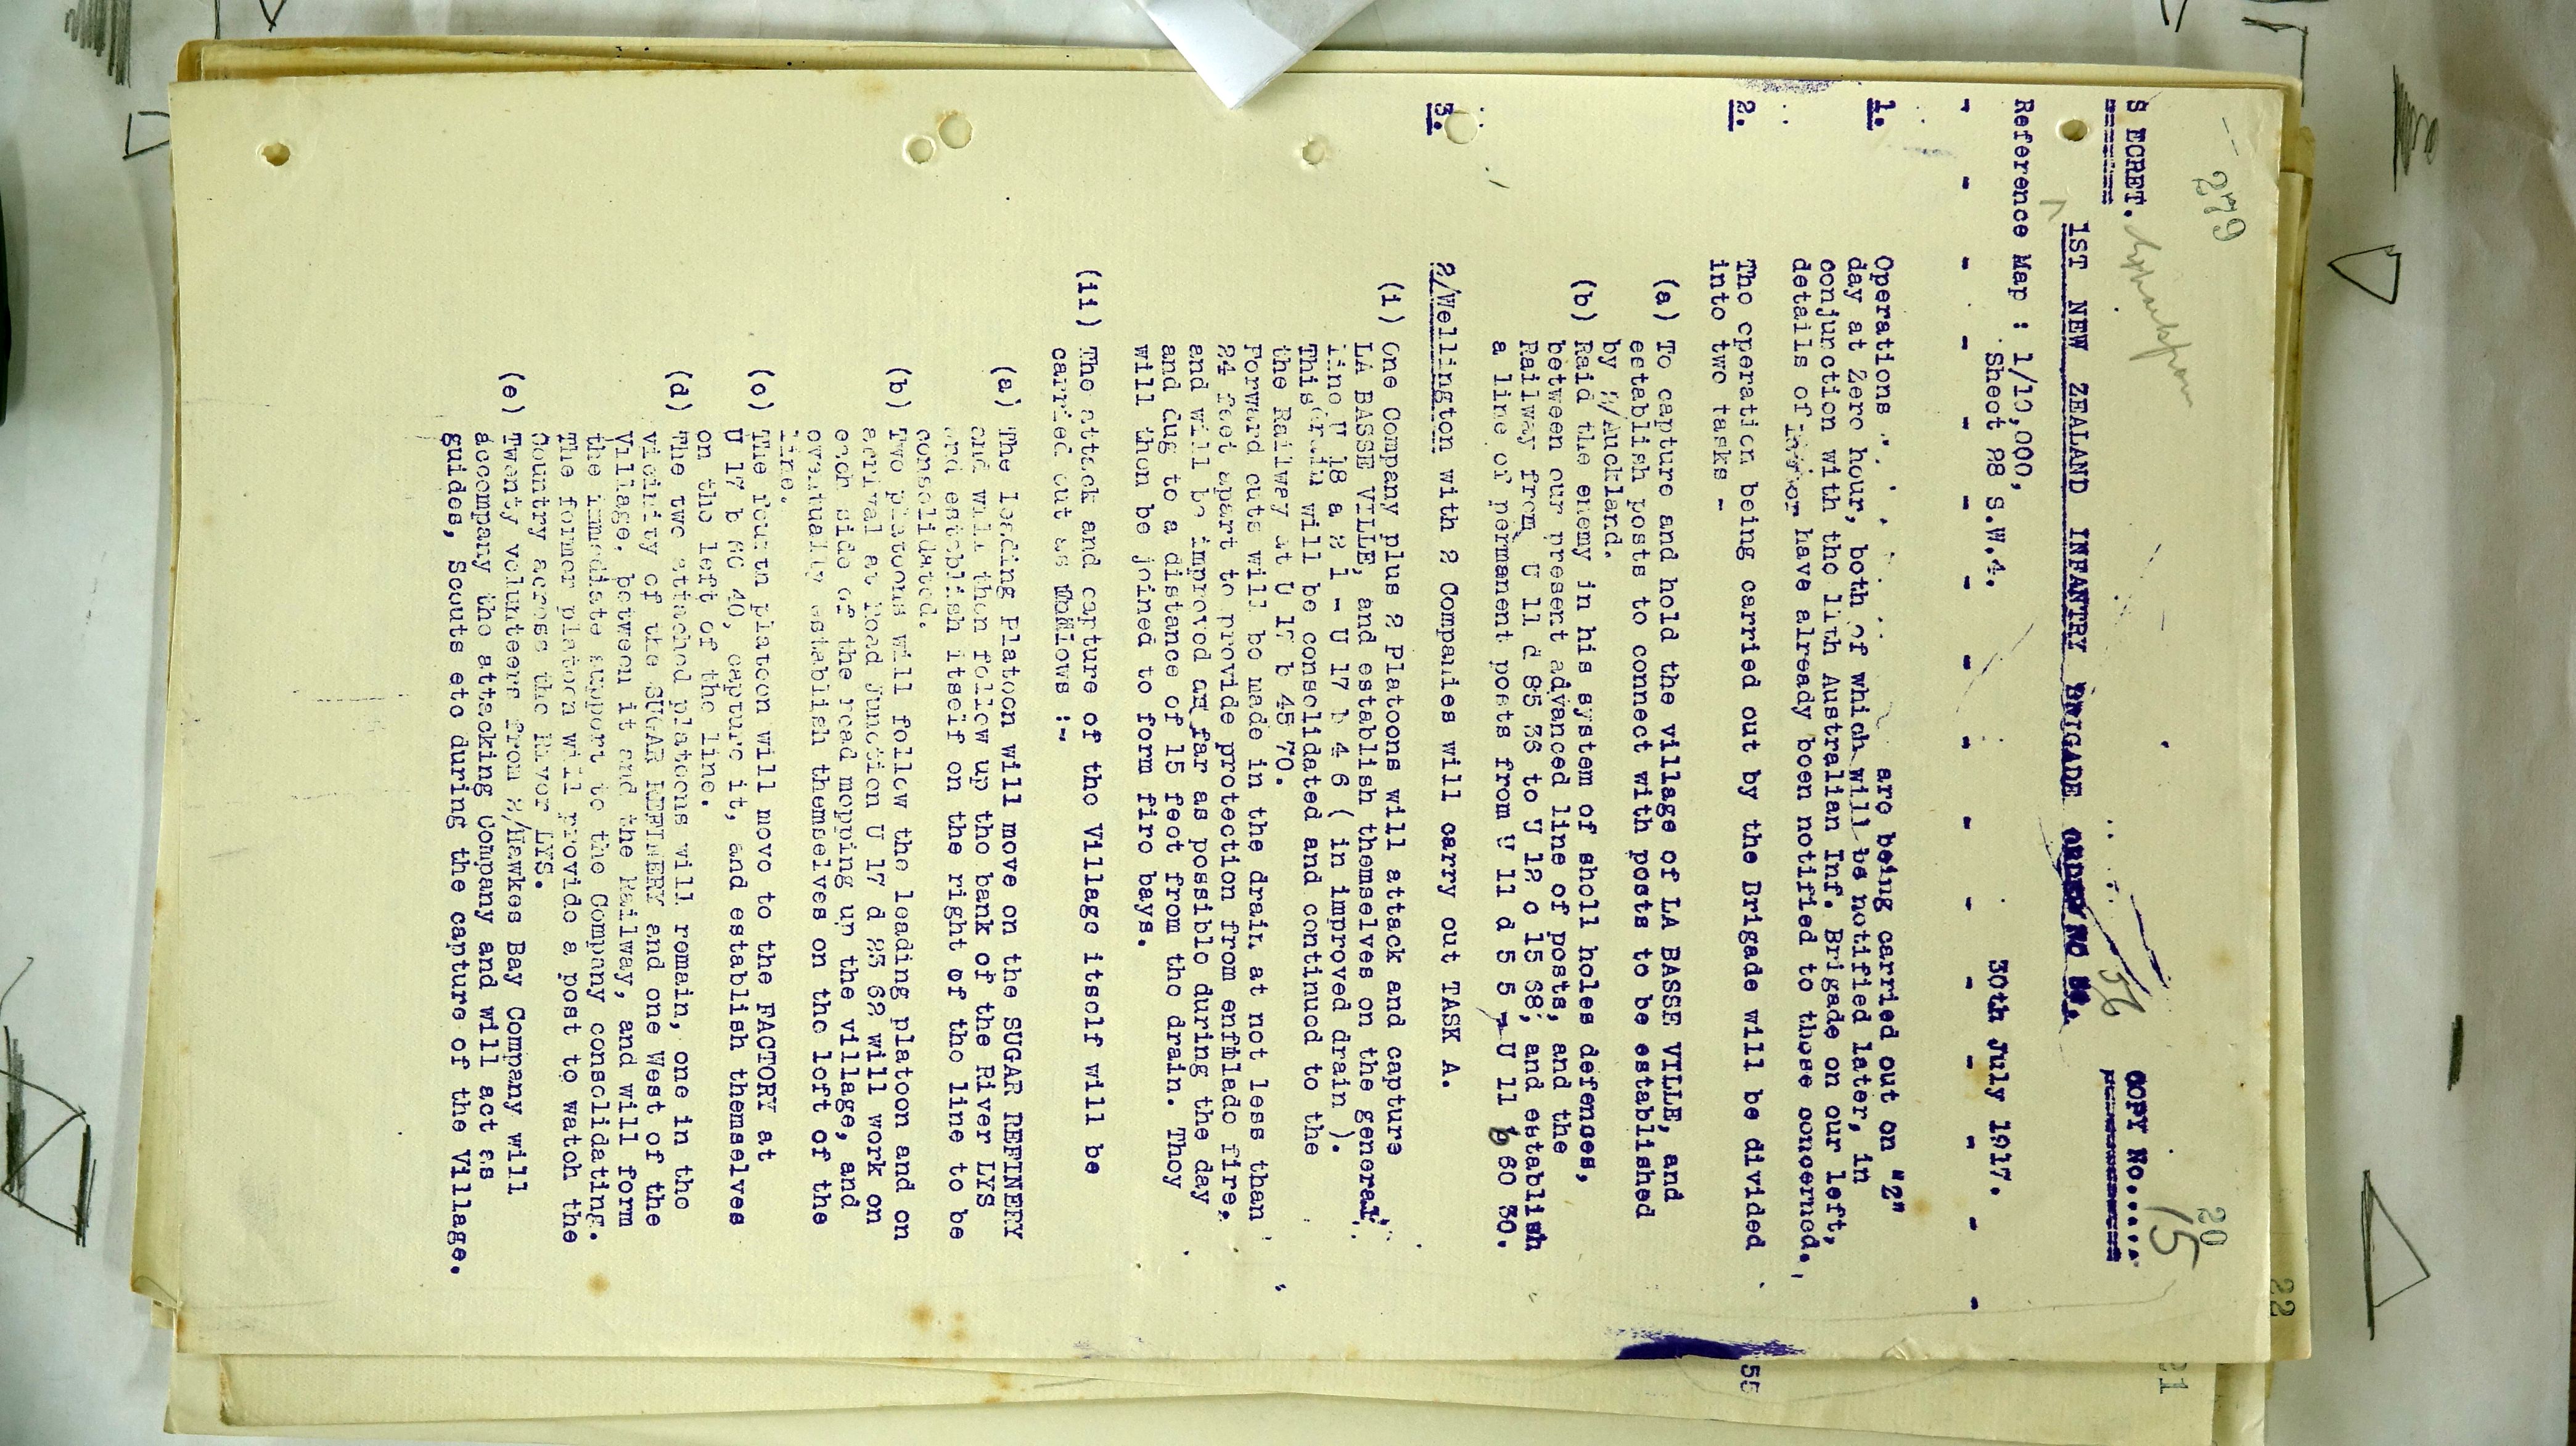 279
20
22
21
S ECRET.
COPY No......
15
1ST NEW ZEALAND INFANTRY BRIGADE ORDER NO
56
Reference Map : 1/10,000,
Sheet 28 S.W.4.
30th July 1917.
- - - - - - - - - - - - - - - -
1. Operations are being carried out on "Z"
day at Zero hour, both of which will be notified later, in
conjunction with the 11th Australian Inf. Brigade on our left,
details of have already been notified to those concerned.
2. The operation being carried out by the Brigade will be divided
into two tasks -
55
(a) To capture and hold the village of LA BASSE VILLE, and
establish posts to connect with posts to be established
by 2/Auckland.
(b) Raid the enemy in his system of shell holes defences,
between our present advanced line of posts, and the
Railway from U 11 d 85 35 to U 12 c 15 68; and establish
a line of permanent posts from U 11 d 5 5 - U 11 b 60 30.
3. 2/Wellington with 2 Companies will carry out TASK A.
(i) One Company plus 2 Platoons will attack and capture
LA BASSE VILLE, and establish themselves on the general
line U 18 a 2 1 - U 17 b 4 6 ( in improved drain ).
This drain will be consolidated and continued to the
the Railway at U 17 b 45 70.
Forward cuts will be made in the drain at not less than
24 feet apart to provide protection from enfilade fire,
and will be improved as far as possible during the day
and dug to a distance of 15 feet from the drain. They
will then be joined to form fire bays.
(ii) The attack and capture of the Village itself will be
carried out as follows :-
(a) The leading Platoon will move on the SUGAR REFINERY
and will then follow up the bank of the River LYS
and establish itself on the right of the line to be
consolidated.
(b) Two platoons will follow the leading platoon and on
arrival at Road Junction U 17 d 23 62 will work on
each side of the road mopping up the village, and
eventually establish themselves on the left of the
line.
(c) The fourth platoon will move to the FACTORY at
U 17 b 60 40, capture it, and establish themselves
on the left of the line.
(d) The two attached platoons will remain, one in the
vicinity of the SUGAR REFINERY and one West of the
Village, between it and the Railway, and will form
the immediate support to the Company consolidating.
The former platoon will provide a post to watch the
Country across the River LYS.
(e) Twenty volunteers from 2/Hawkes Bay Company will
accompany the attacking Company and will act as
guides, Scouts etc during the capture of the Village.